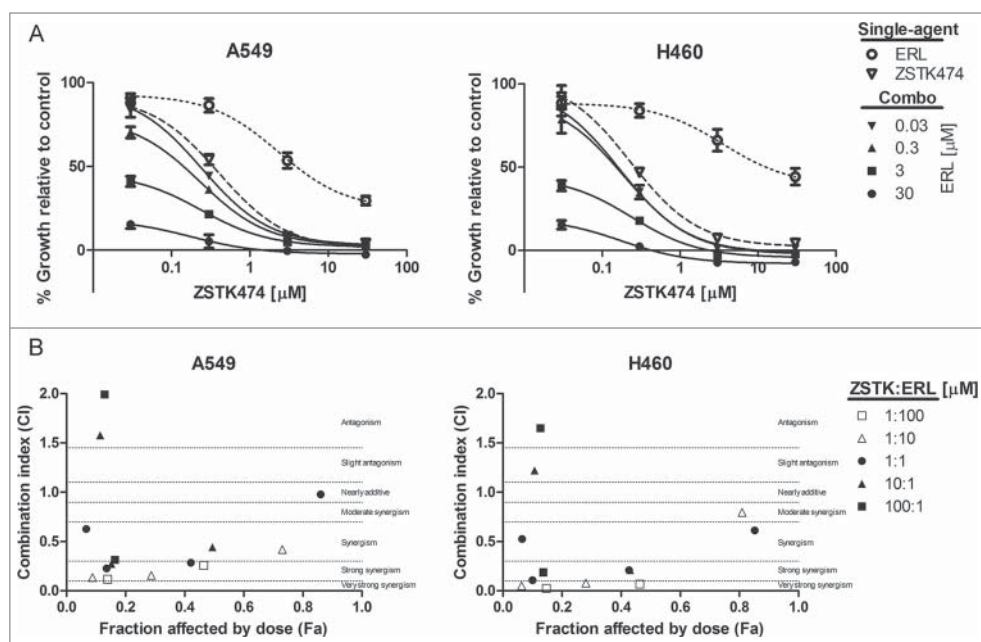 A
A549
% Growth relative to control
100
50
0
0.1
1
10
100
ZSTK474 [µM]
H460
% Growth relative to control
100
50
0
0.1
1
10
100
ZSTK474 [µM]
Single-agent
ERL
ZSTK474
Combo
0.03
0.3
3
30
ERL [µM]
B
A549
Combination index (CI)
2.0
1.5
1.0
0.5
0.0
Antagonism
Slight antagonism
Nearly additive
Moderate synergism
Synergism
Strong synergism
Very strong synergism
0.0 0.2 0.4 0.6 0.8 1.0
Fraction affected by dose (Fa)
H460
Combination index (CI)
2.0
1.5
1.0
0.5
0.0
Antagonism
Slight antagonism
Nearly additive
Moderate synergism
Synergism
Strong synergism
Very strong synergism
0.0 0.2 0.4 0.6 0.8 1.0
Fraction affected by dose (Fa)
ZSTK:ERL [µM]
1:100
1:10
1:1
10:1
100:1